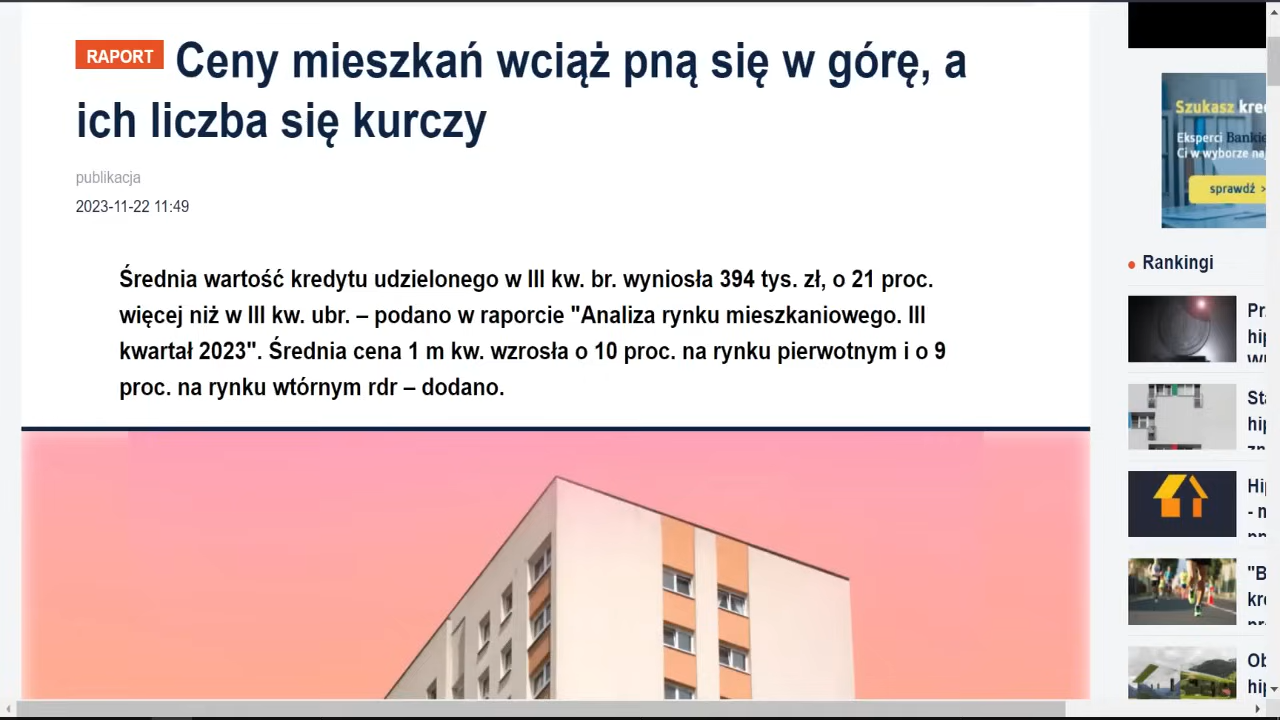 RAPORT Ceny mieszkań wciąż pną się w górę, a
ich liczba się kurczy
publikacja
2023-11-22 11:49
Średnia wartość kredytu udzielonego w III kw. br. wyniosła 394 tys. zł, o 21 proc.
więcej niż w III kw. ubr. – podano w raporcie "Analiza rynku mieszkaniowego. III
kwartał 2023". Średnia cena 1 m kw. wzrosła o 10 proc. na rynku pierwotnym i o 9
proc. na rynku wtórnym rdr – dodano.
Szukasz
Eksperci
Ci w wyborze
sprawdź >
Rankingi